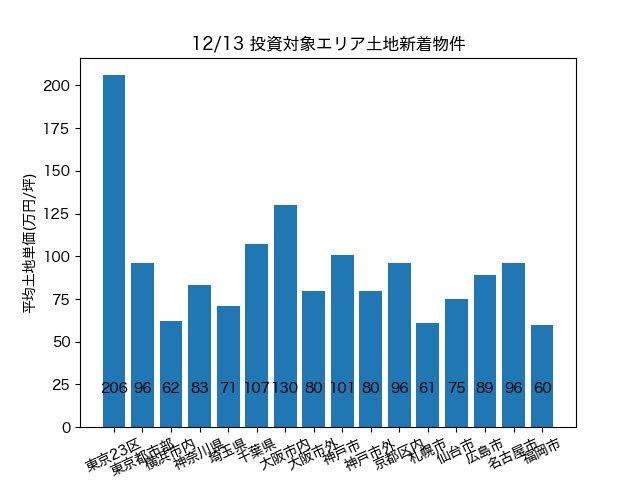 12/13 投資対象エリア土地新着物件
平均土地単価(万円/坪)
200
175
150
125
100
75
50
25
0
206 96 62 83 71 107 130 80 101 80 96 61 75 89 96 60
東京23区
東京都市部
横浜市内
神奈川県
埼玉県
千葉県
大阪市内
大阪市外
神戸市
神戸市外
京都区内
札幌市
仙台市
広島市
名古屋市
福岡市